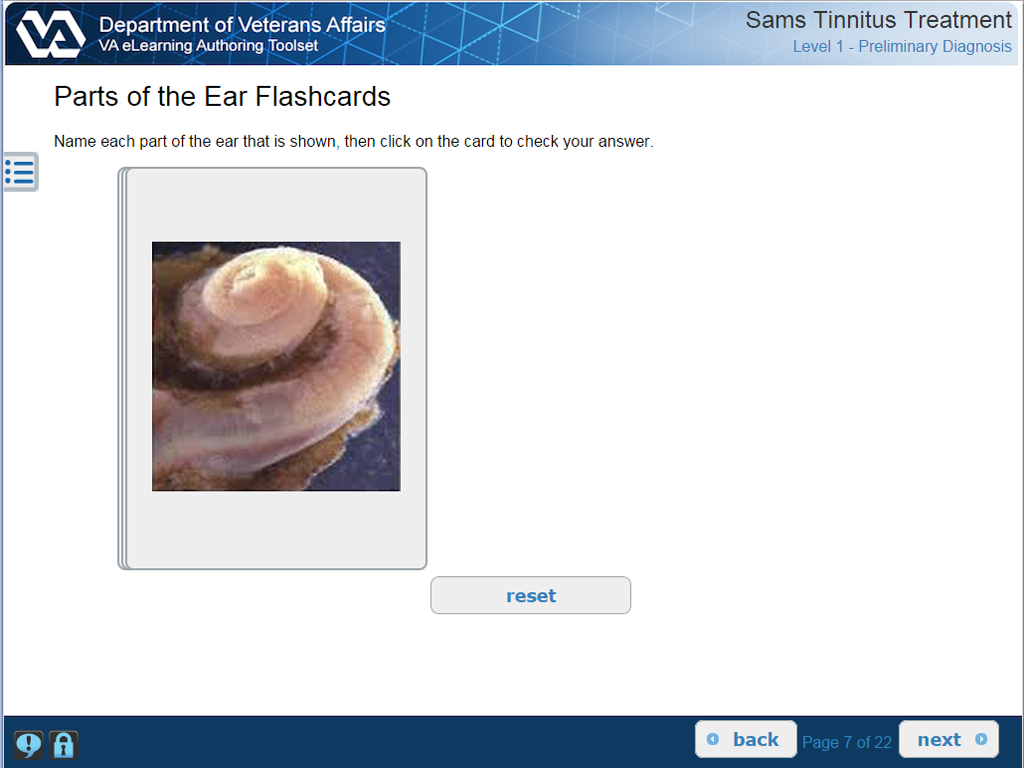 Department of Veterans Affairs
VA eLearning Authoring Toolset
Sams Tinnitus Treatment
Level 1 - Preliminary Diagnosis
Parts of the Ear Flashcards
Name each part of the ear that is shown, then click on the card to check your answer.
reset
back
Page 7 of 22
next